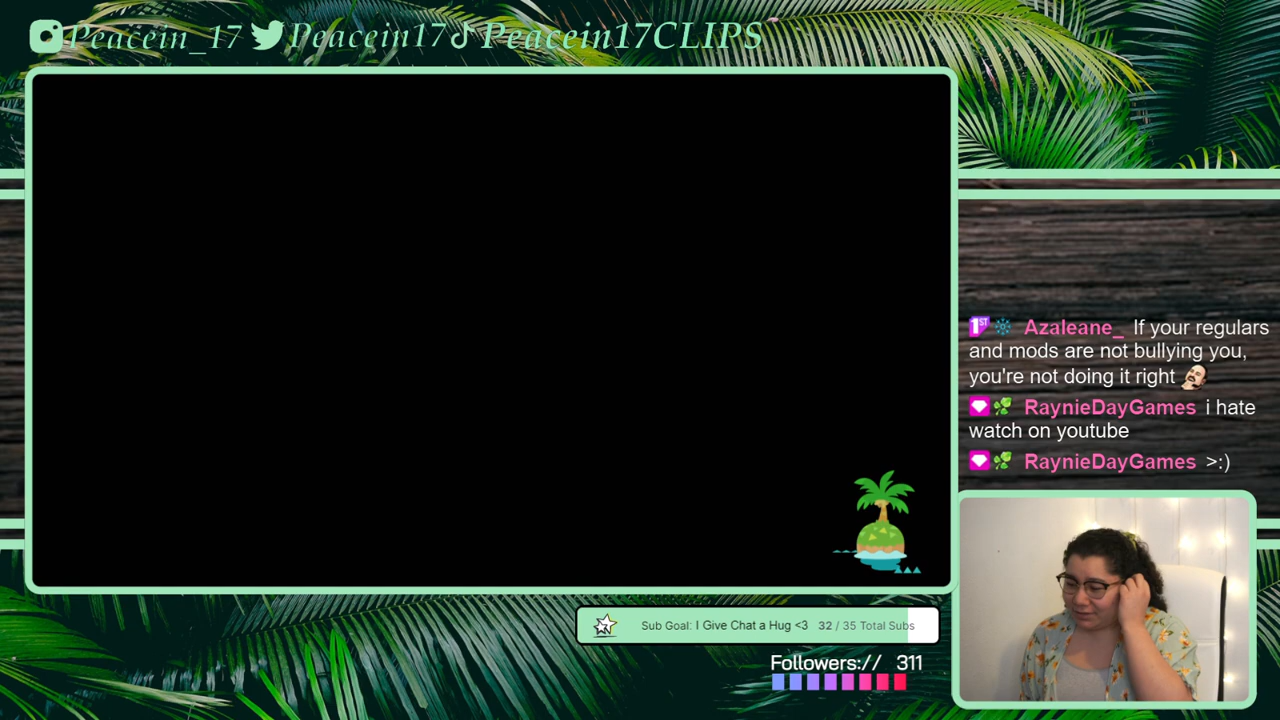 Peacein_17 Peacein17 Peacein17CLIPS
1ST Azaleane_ If your regulars
and mods are not bullying you,
you're not doing it right
RaynieDayGames i hate
watch on youtube
RaynieDayGames >:)
Sub Goal: I Give Chat a Hug <3 32 / 35 Total Subs
Followers:// 311